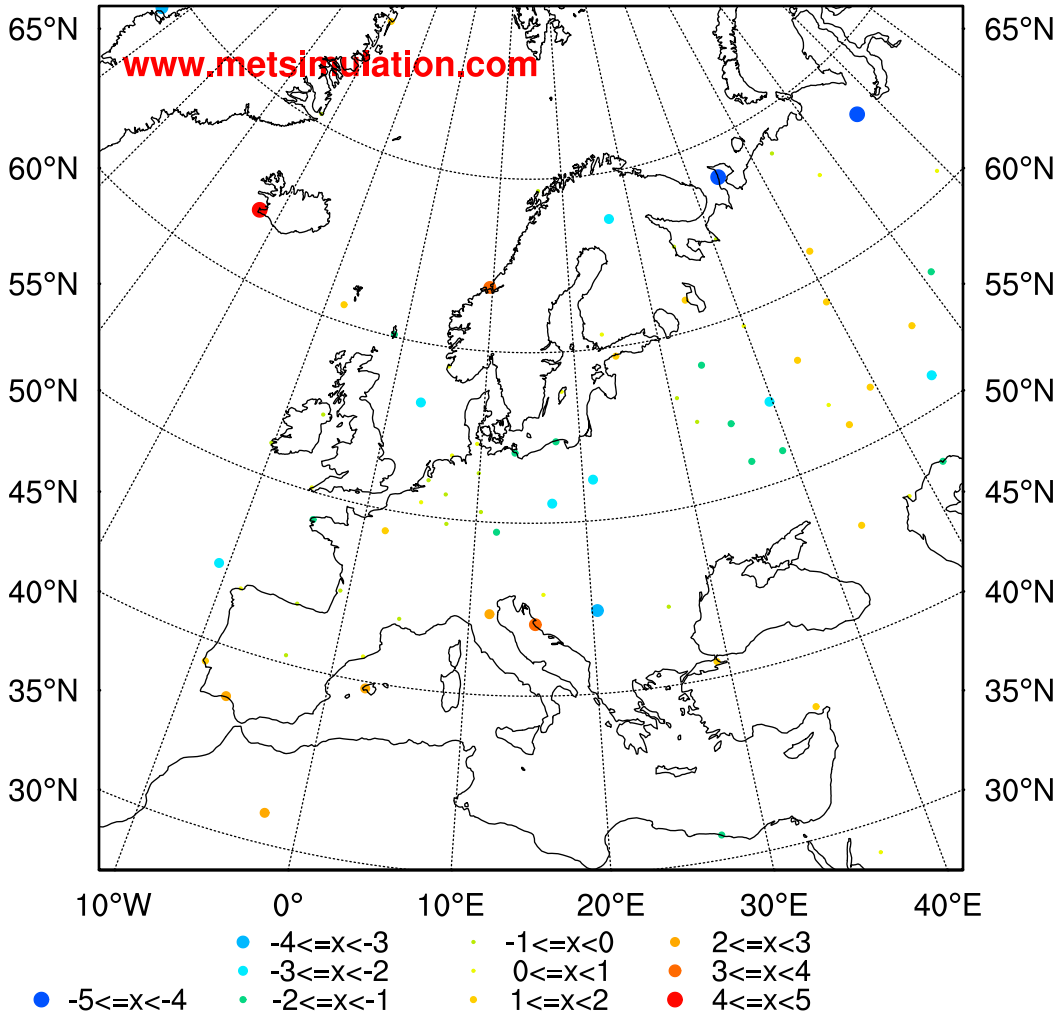 65°N 65°N
www.metsimulation.com
60°N 60°N
55°N 55°N
50°N 50°N
45°N 45°N
40°N 40°N
35°N 35°N
30°N 30°N
10°W 0° 10°E 20°E 30°E 40°E
-4<=x<-3 -1<=x<0 2<=x<3
-3<=x<-2 0<=x<1 3<=x<4
-5<=x<-4 -2<=x<-1 1<=x<2 4<=x<5